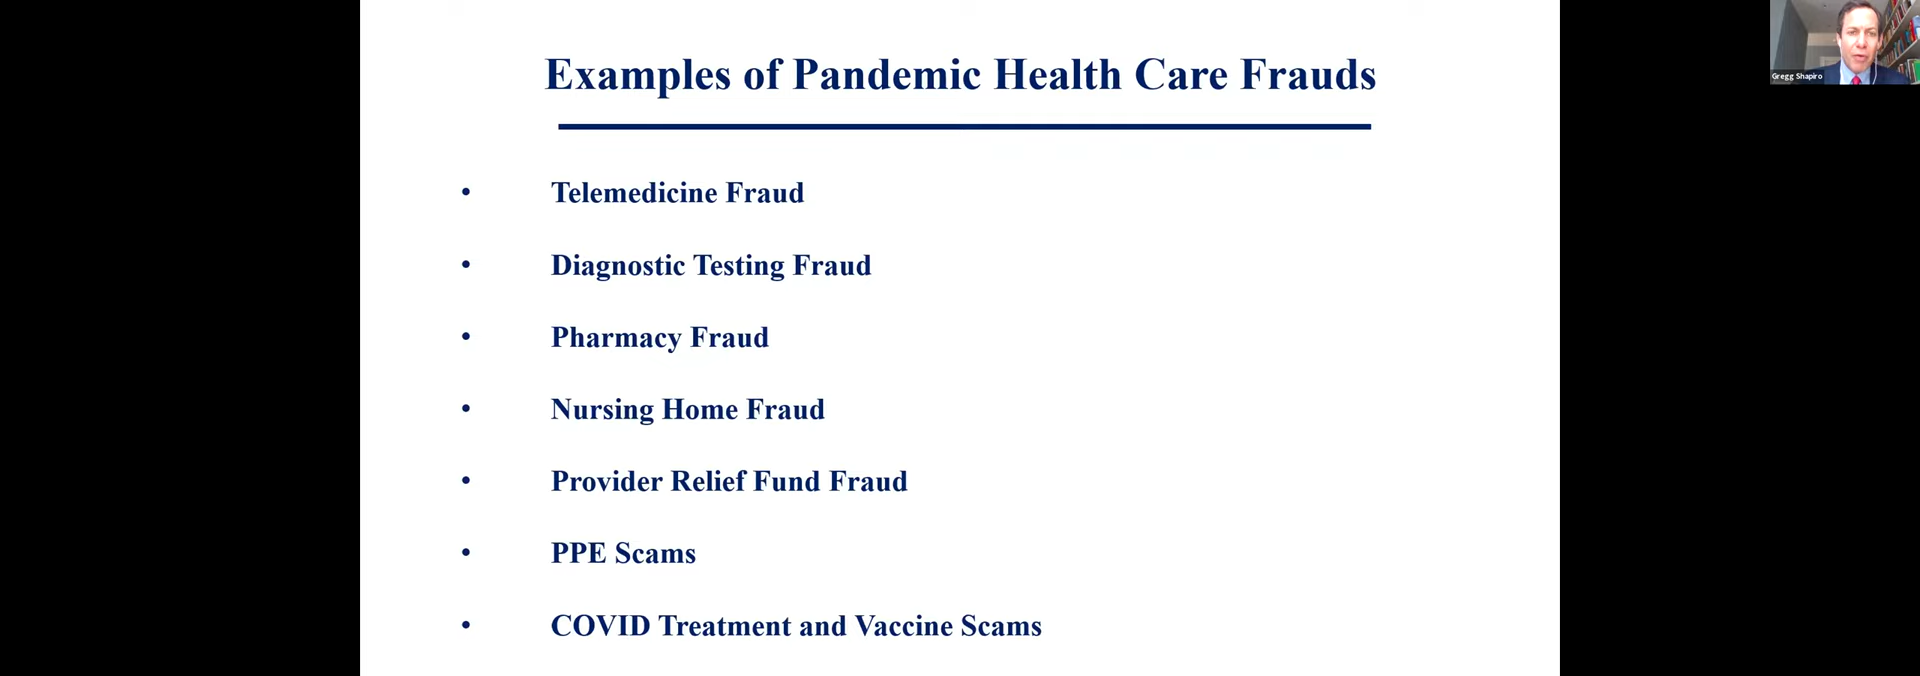 Examples of Pandemic Health Care Frauds
Gregg Shapiro
• Telemedicine Fraud
• Diagnostic Testing Fraud
• Pharmacy Fraud
• Nursing Home Fraud
• Provider Relief Fund Fraud
• PPE Scams
• COVID Treatment and Vaccine Scams